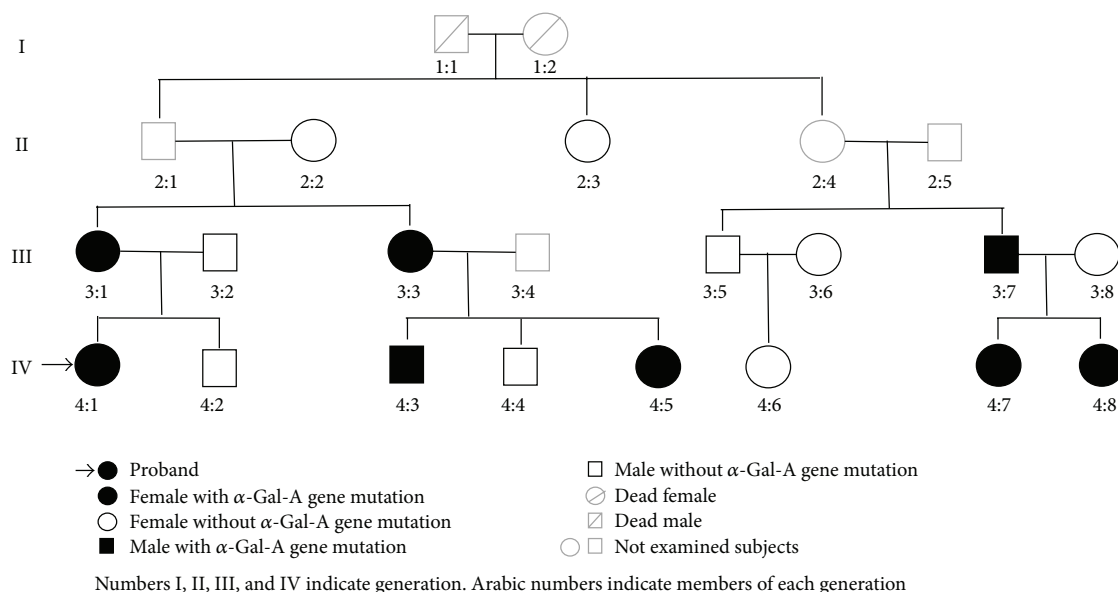 I
1:1 1:2
II
2:1 2:2 2:3 2:4 2:5
III
3:1 3:2 3:3 3:4 3:5 3:6 3:7 3:8
IV
4:1 4:2 4:3 4:4 4:5 4:6 4:7 4:8
Proband
Female with α-Gal-A gene mutation
Female without α-Gal-A gene mutation
Male with α-Gal-A gene mutation
Male without α-Gal-A gene mutation
Dead female
Dead male
Not examined subjects
Numbers I, II, III, and IV indicate generation. Arabic numbers indicate members of each generation